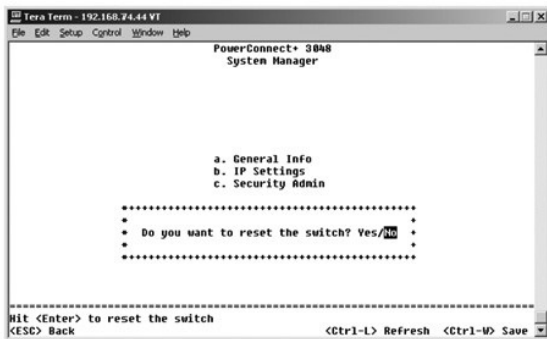 Tera Term - 192.168.74.44 VT
File Edit Setup Control Window Help
PowerConnect+ 3048
System Manager
a. General Info
b. IP Settings
c. Security Admin
Do you want to reset the switch? Yes/No
Hit <Enter> to reset the switch
<ESC> Back <Ctrl-L> Refresh <Ctrl-W> Save